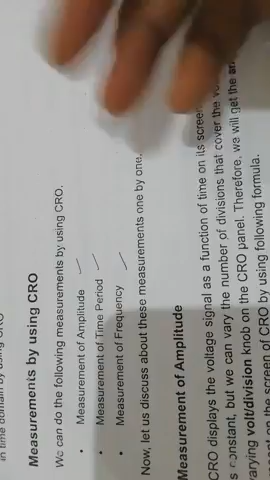 in time domain by using CRO
Measurements by using CRO
We can do the following measurements by using CRO.
• Measurement of Amplitude
• Measurement of Time Period
• Measurement of Frequency
Now, let us discuss about these measurements one by one.
Measurement of Amplitude
CRO displays the voltage signal as a function of time on its screen
is constant, but we can vary the number of divisions that cover the
varying volt/division knob on the CRO panel. Therefore, we will get the
on the screen of CRO by using following formula.